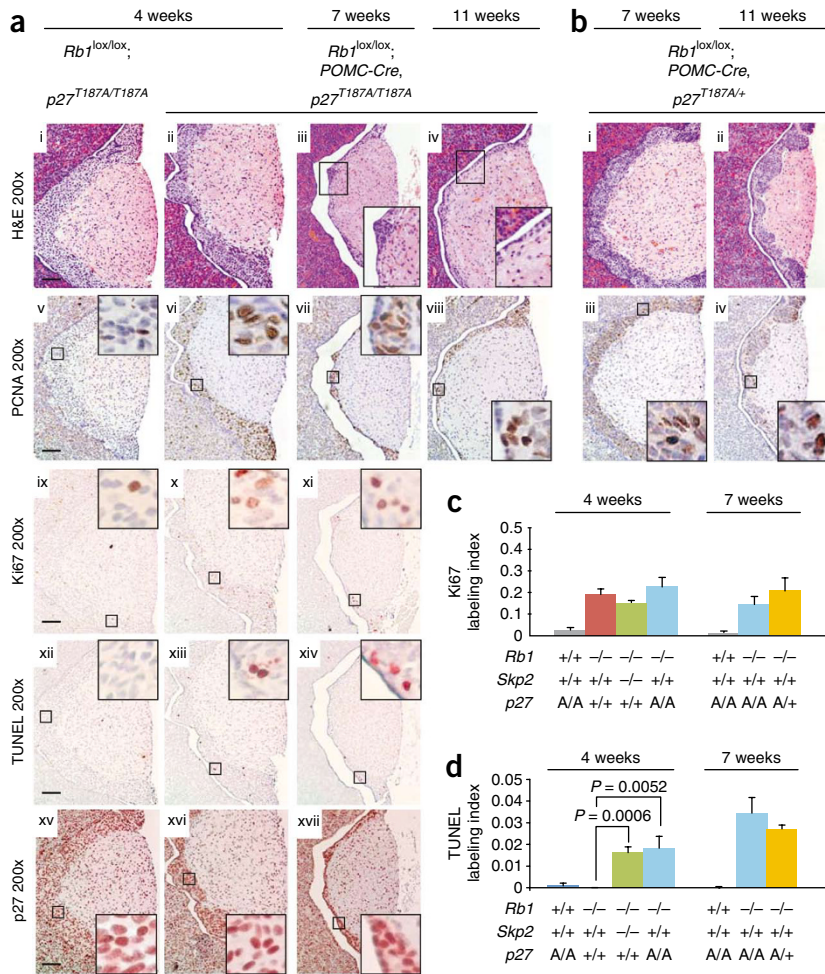 a
4 weeks
7 weeks
11 weeks
Rb1lox/lox;
Rb1lox/lox;
POMC-Cre,
p27T187A/T187A
p27T187A/T187A
H&E 200x
i
ii
iii
iv
PCNA 200x
v
vi
vii
viii
Ki67 200x
ix
x
xi
TUNEL 200x
xii
xiii
xiv
p27 200x
xv
xvi
xvii
b
7 weeks
11 weeks
Rb1lox/lox;
POMC-Cre,
p27T187A/+
i
ii
iii
iv
c
4 weeks
7 weeks
Ki67
labeling index
0.5
0.4
0.3
0.2
0.1
0
Rb1 +/+ –/– –/– –/– +/+ –/– –/–
Skp2 +/+ +/+ –/– +/+ +/+ +/+ +/+
p27 A/A +/+ +/+ A/A A/A A/A A/+
d
4 weeks
7 weeks
TUNEL
labeling index
0.05
0.04
0.03
0.02
0.01
0
P = 0.0052
P = 0.0006
Rb1 +/+ –/– –/– –/– +/+ –/– –/–
Skp2 +/+ +/+ –/– +/+ +/+ +/+ +/+
p27 A/A +/+ +/+ A/A A/A A/A A/+